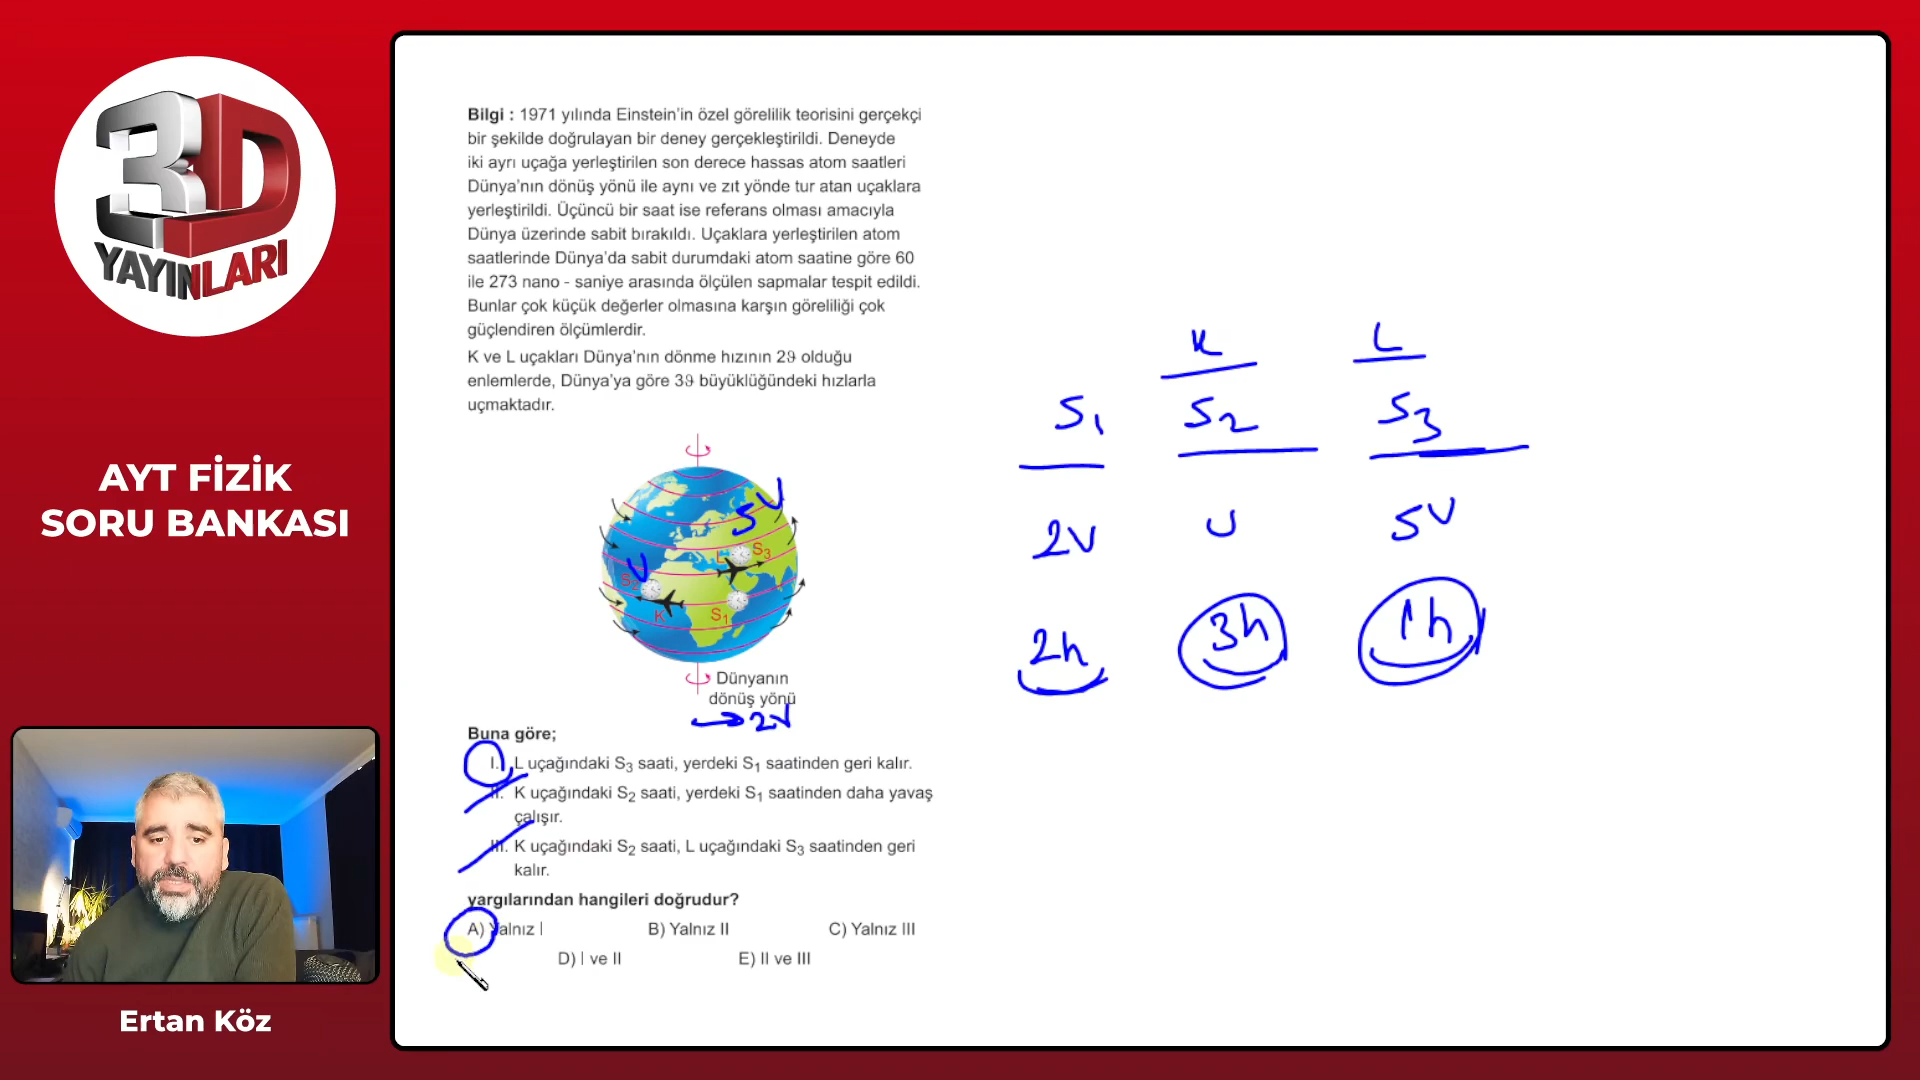 3D
YAYINLARI
AYT FİZİK
SORU BANKASI
Ertan Köz
Bilgi : 1971 yılında Einstein'in özel görelilik teorisini gerçekçi
bir şekilde doğrulayan bir deney gerçekleştirildi. Deneyde
iki ayrı uçağa yerleştirilen son derece hassas atom saatleri
Dünya'nın dönüş yönü ile aynı ve zıt yönde tur atan uçaklara
yerleştirildi. Üçüncü bir saat ise referans olması amacıyla
Dünya üzerinde sabit bırakıldı. Uçaklara yerleştirilen atom
saatlerinde Dünya'da sabit durumdaki atom saatine göre 60
ile 273 nano - saniye arasında ölçülen sapmalar tespit edildi.
Bunlar çok küçük değerler olmasına karşın göreliliği çok
güçlendiren ölçümlerdir.
K ve L uçakları Dünya'nın dönme hızının 2ϑ olduğu
enlemlerde, Dünya'ya göre 3ϑ büyüklüğündeki hızlarla
uçmaktadır.
5V
L S₃
V
S₂
K S₁
Dünyanın
dönüş yönü
→ 2V
Buna göre;
I. L uçağındaki S₃ saati, yerdeki S₁ saatinden geri kalır.
II. K uçağındaki S₂ saati, yerdeki S₁ saatinden daha yavaş
çalışır.
III. K uçağındaki S₂ saati, L uçağındaki S₃ saatinden geri
kalır.
yargılarından hangileri doğrudur?
A) Yalnız I B) Yalnız II C) Yalnız III
D) I ve II E) II ve III
K L
S₁ S₂ S₃
2V V 5V
2h 3h 1h